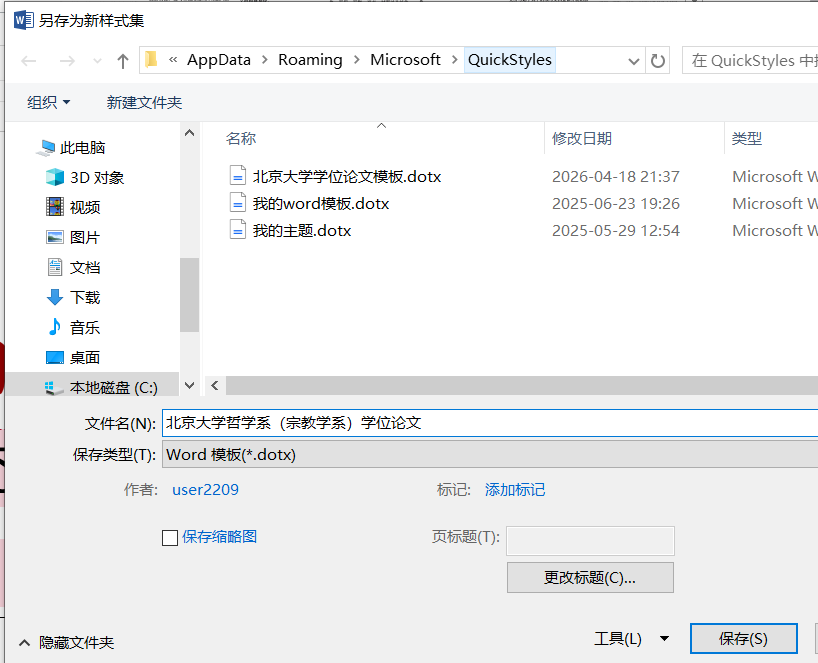 另存为新样式集
« AppData > Roaming > Microsoft > QuickStyles
在 QuickStyles 中
组织 新建文件夹
名称 修改日期 类型
此电脑
3D 对象
视频
图片
文档
下载
音乐
桌面
本地磁盘 (C:)
北京大学学位论文模板.dotx 2026-04-18 21:37 Microsoft W
我的word模板.dotx 2025-06-23 19:26 Microsoft W
我的主题.dotx 2025-05-29 12:54 Microsoft W
文件名(N): 北京大学哲学系（宗教学系）学位论文
保存类型(T): Word 模板(*.dotx)
作者: user2209 标记: 添加标记
保存缩略图 页标题(T):
更改标题(C)...
隐藏文件夹 工具(L) 保存(S)